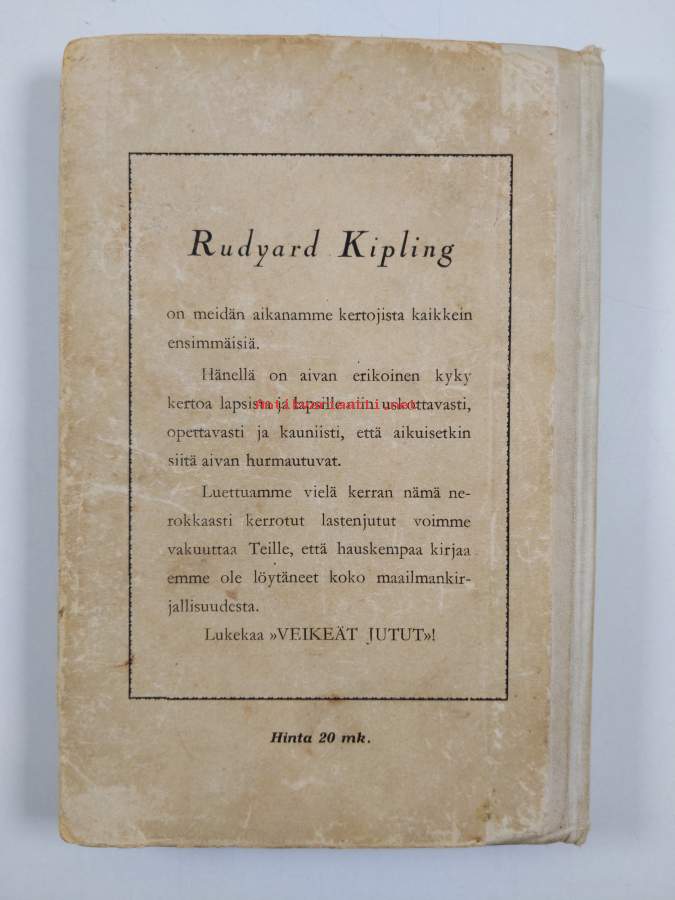 Rudyard Kipling
on meidän aikanamme kertojista kaikkein
ensimmäisiä.
Hänellä on aivan erikoinen kyky
kertoa lapsista ja lapsille niin uskottavasti,
opettavasti ja kauniisti, että aikuisetkin
siitä aivan hurmautuvat.
Luettuamme vielä kerran nämä ne-
rokkaasti kerrotut lastenjutut voimme
vakuuttaa Teille, että hauskempaa kirjaa
emme ole löytäneet koko maailmankir-
jallisuudesta.
Lukekaa »VEIKEÄT JUTUT»!
Hinta 20 mk.